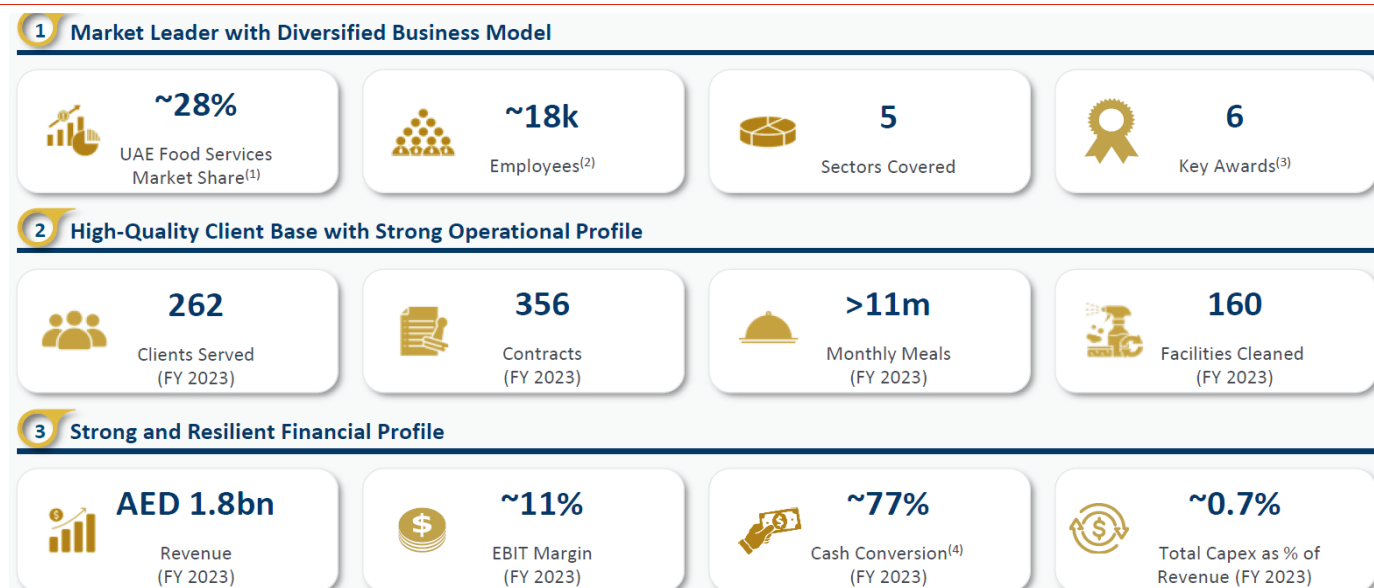 1 Market Leader with Diversified Business Model
~28%
UAE Food Services
Market Share(1)
~18k
Employees(2)
5
Sectors Covered
6
Key Awards(3)
2 High-Quality Client Base with Strong Operational Profile
262
Clients Served
(FY 2023)
356
Contracts
(FY 2023)
>11m
Monthly Meals
(FY 2023)
160
Facilities Cleaned
(FY 2023)
3 Strong and Resilient Financial Profile
AED 1.8bn
Revenue
(FY 2023)
~11%
EBIT Margin
(FY 2023)
~77%
Cash Conversion(4)
(FY 2023)
~0.7%
Total Capex as % of
Revenue (FY 2023)